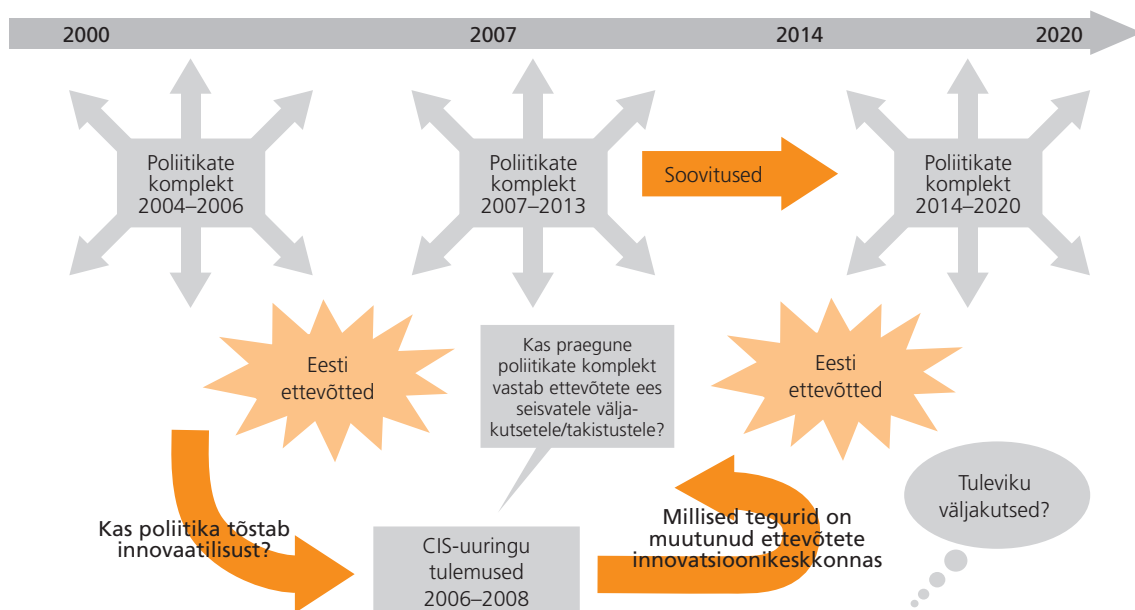 2000 2007 2014 2020
Poliitikate
komplekt
2004–2006
Poliitikate
komplekt
2007–2013
Soovitused
Poliitikate
komplekt
2014–2020
Eesti
ettevõtted
Kas praegune
poliitikate komplekt
vastab ettevõtete ees
seisvatele välja-
kutsetele/takistustele?
Eesti
ettevõtted
Kas poliitika tõstab
innovaatilisust?
CIS-uuringu
tulemused
2006–2008
Millised tegurid on
muutunud ettevõtete
innovatsioonikeskkonnas
Tuleviku
väljakutsed?